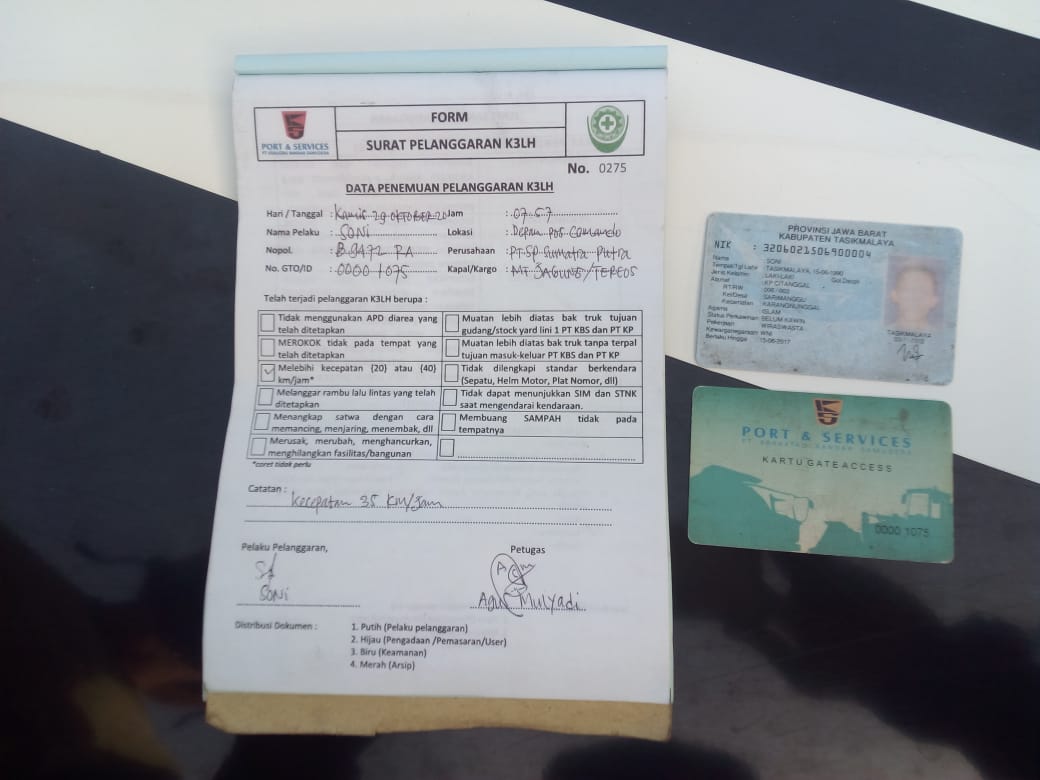 FORM
SURAT PELANGGARAN K3LH
PORT & SERVICES
PT KRAKATAU BANDAR SAMUDERA
No. 0275
DATA PENEMUAN PELANGGARAN K3LH
Hari / Tanggal : Kamis 29 OKTOBER 20 Jam : 07.57
Nama Pelaku : SONI Lokasi : Depan pos Comando
Nopol. : B.9472 RA Perusahaan : PT.SP Sumatra Putra
No. GTO/ID : 0000 1075 Kapal/Kargo : MT. JAGUNG/TEREOS
Telah terjadi pelanggaran K3LH berupa :
Tidak menggunakan APD diarea yang telah ditetapkan
Muatan lebih diatas bak truk tujuan gudang/stock yard lini 1 PT KBS dan PT KP
MEROKOK tidak pada tempat yang telah ditetapkan
Muatan lebih diatas bak truk tanpa terpal tujuan masuk-keluar PT KBS dan PT KP
Melebihi kecepatan (20) atau (40) km/jam*
Tidak dilengkapi standar berkendara (Sepatu, Helm Motor, Plat Nomor, dll)
Melanggar rambu lalu lintas yang telah ditetapkan
Tidak dapat menunjukkan SIM dan STNK saat mengendarai kendaraan.
Menangkap satwa dengan cara memancing, menjaring, menembak, dll
Membuang SAMPAH tidak pada tempatnya
Merusak, merubah, menghancurkan, menghilangkan fasilitas/bangunan
*coret tidak perlu
Catatan : Kecepatan 35 KM/Jam
Pelaku Pelanggaran, Petugas
SONI Agus Mulyadi
Distribusi Dokumen : 1. Putih (Pelaku pelanggaran)
2. Hijau (Pengadaan /Pemasaran/User)
3. Biru (Keamanan)
4. Merah (Arsip)
PROVINSI JAWA BARAT
KABUPATEN TASIKMALAYA
NIK : 3206021506900004
Nama : SONI
Tempat/Tgl Lahir : TASIKMALAYA, 15-06-1990
Jenis Kelamin : LAKI-LAKI Gol Darah
Alamat : KP CITANGGAL
RT/RW : 006 / 002
Kel/Desa : SARIMANGGU
Kecamatan : KARANGNUNGGAL
Agama : ISLAM
Status Perkawinan : BELUM KAWIN
Pekerjaan : WIRASWASTA
Kewarganegaraan : WNI
Berlaku Hingga : 15-06-2017
TASIKMALAYA
PORT & SERVICES
PT KRAKATAU BANDAR SAMUDERA
KARTU GATE ACCESS
0000 1075